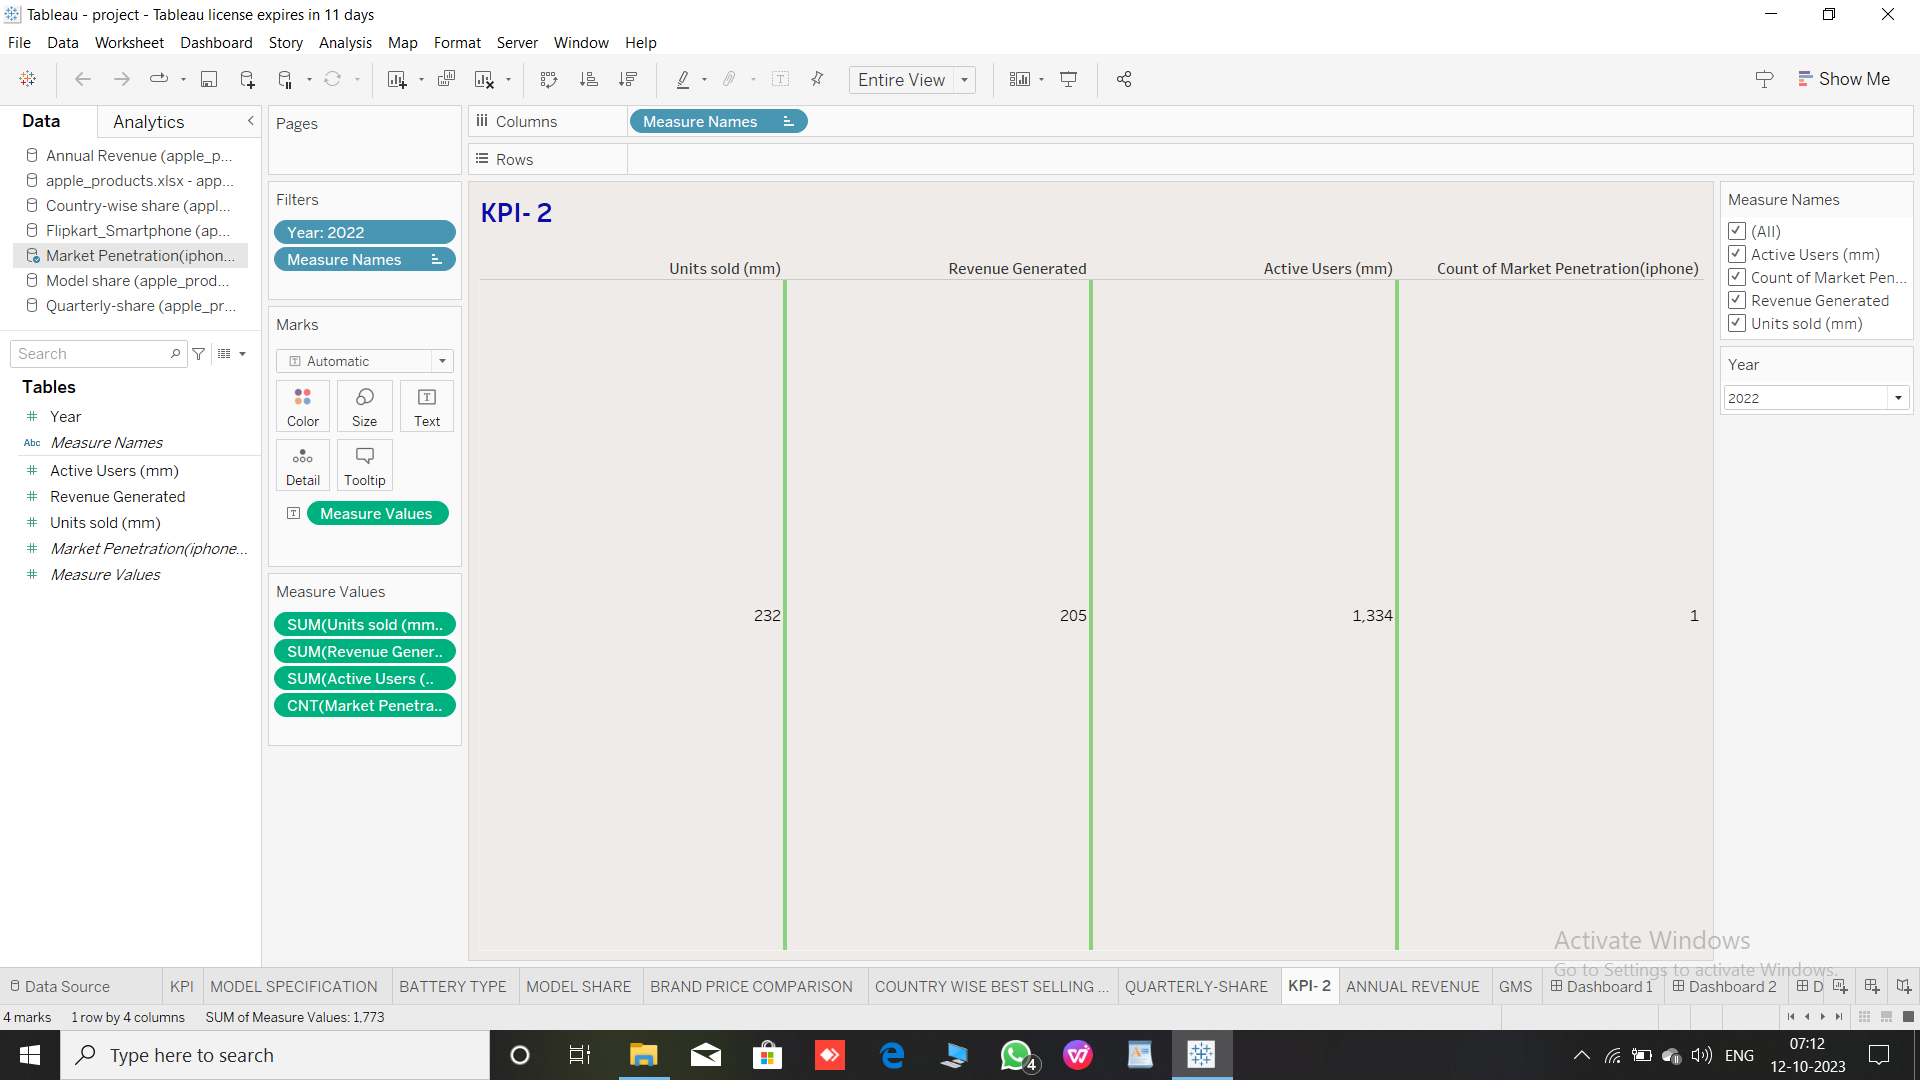 Tableau - project - Tableau license expires in 11 days
File Data Worksheet Dashboard Story Analysis Map Format Server Window Help
Entire View
Show Me
Data Analytics
Annual Revenue (apple_p...
apple_products.xlsx - app...
Country-wise share (appl...
Flipkart_Smartphone (ap...
Market Penetration(iphon...
Model share (apple_prod...
Quarterly-share (apple_pr...
Search
Tables
Year
Abc Measure Names
Active Users (mm)
Revenue Generated
Units sold (mm)
Market Penetration(iphone...
Measure Values
Pages
Filters
Year: 2022
Measure Names
Marks
Automatic
Color Size Text
Detail Tooltip
Measure Values
Measure Values
SUM(Units sold (mm..
SUM(Revenue Gener..
SUM(Active Users (..
CNT(Market Penetra..
Columns Measure Names
Rows
KPI- 2
Units sold (mm) Revenue Generated Active Users (mm) Count of Market Penetration(iphone)
232 205 1,334 1
Measure Names
(All)
Active Users (mm)
Count of Market Pen...
Revenue Generated
Units sold (mm)
Year
2022
Activate Windows
Go to Settings to activate Windows.
Data Source KPI MODEL SPECIFICATION BATTERY TYPE MODEL SHARE BRAND PRICE COMPARISON COUNTRY WISE BEST SELLING ... QUARTERLY-SHARE KPI- 2 ANNUAL REVENUE GMS Dashboard 1 Dashboard 2 D
4 marks 1 row by 4 columns SUM of Measure Values: 1,773
Type here to search
4
ENG
07:12
12-10-2023